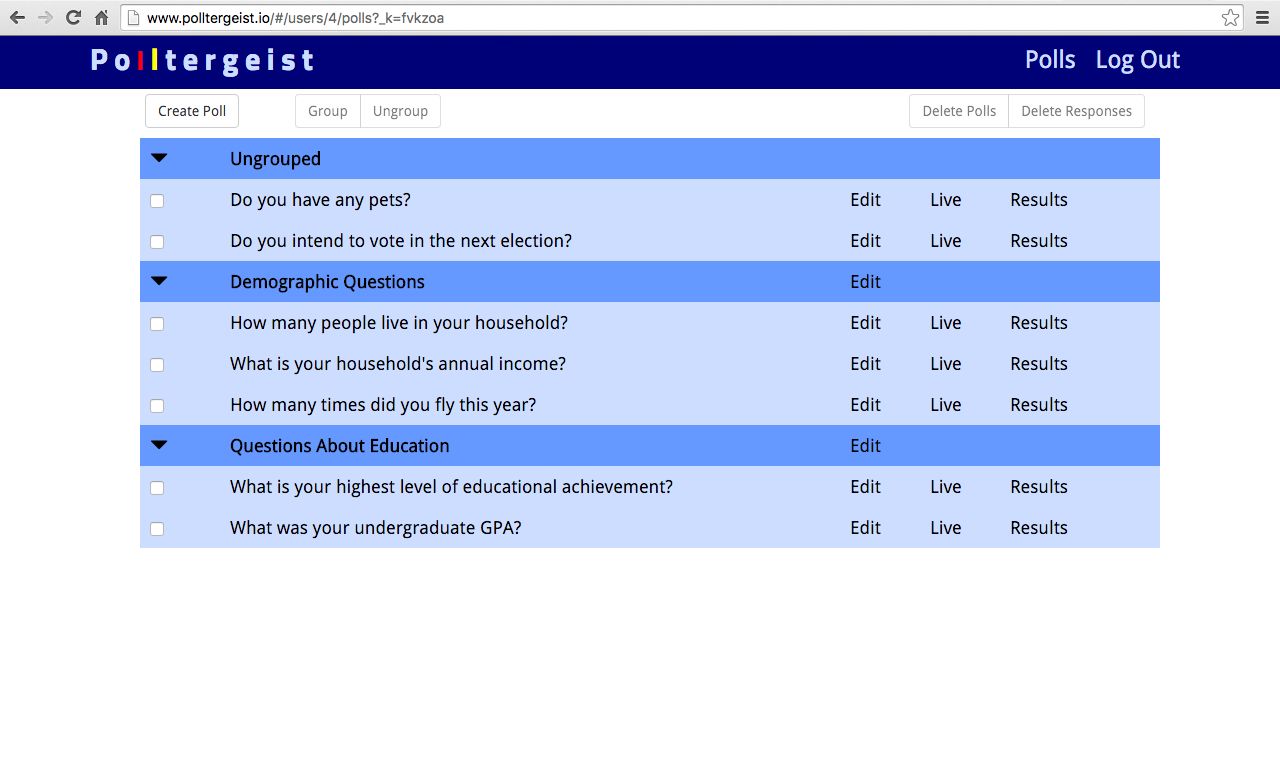 www.polltergeist.io/#/users/4/polls?_k=fvkzoa
Polltergeist Polls Log Out
Create Poll Group Ungroup Delete Polls Delete Responses
Ungrouped
Do you have any pets? Edit Live Results
Do you intend to vote in the next election? Edit Live Results
Demographic Questions Edit
How many people live in your household? Edit Live Results
What is your household's annual income? Edit Live Results
How many times did you fly this year? Edit Live Results
Questions About Education Edit
What is your highest level of educational achievement? Edit Live Results
What was your undergraduate GPA? Edit Live Results